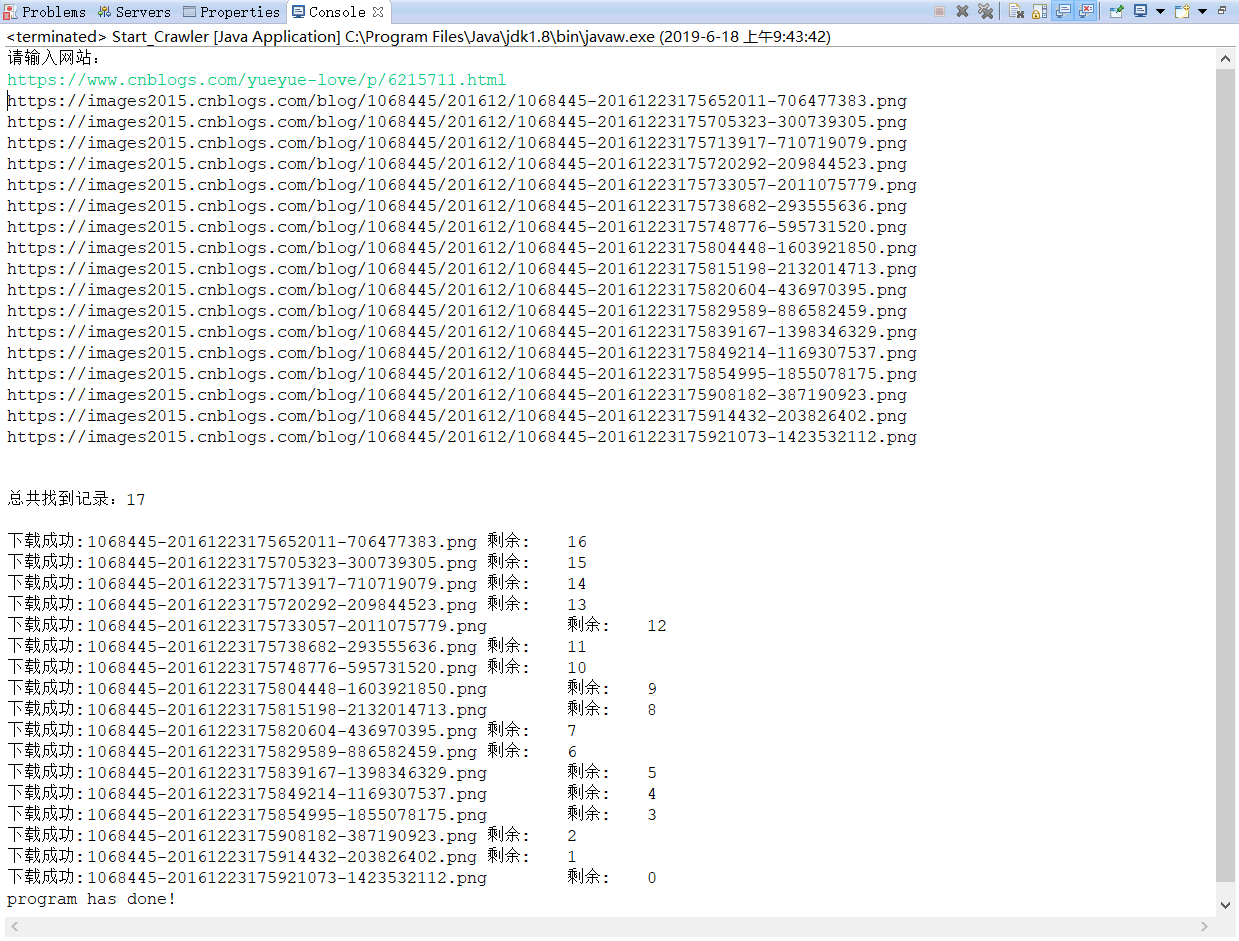 Problems Servers Properties Console
<terminated> Start_Crawler [Java Application] C:\Program Files\Java\jdk1.8\bin\javaw.exe (2019-6-18 上午9:43:42)
请输入网站：
https://www.cnblogs.com/yueyue-love/p/6215711.html
https://images2015.cnblogs.com/blog/1068445/201612/1068445-20161223175652011-706477383.png
https://images2015.cnblogs.com/blog/1068445/201612/1068445-20161223175705323-300739305.png
https://images2015.cnblogs.com/blog/1068445/201612/1068445-20161223175713917-710719079.png
https://images2015.cnblogs.com/blog/1068445/201612/1068445-20161223175720292-209844523.png
https://images2015.cnblogs.com/blog/1068445/201612/1068445-20161223175733057-2011075779.png
https://images2015.cnblogs.com/blog/1068445/201612/1068445-20161223175738682-293555636.png
https://images2015.cnblogs.com/blog/1068445/201612/1068445-20161223175748776-595731520.png
https://images2015.cnblogs.com/blog/1068445/201612/1068445-20161223175804448-1603921850.png
https://images2015.cnblogs.com/blog/1068445/201612/1068445-20161223175815198-2132014713.png
https://images2015.cnblogs.com/blog/1068445/201612/1068445-20161223175820604-436970395.png
https://images2015.cnblogs.com/blog/1068445/201612/1068445-20161223175829589-886582459.png
https://images2015.cnblogs.com/blog/1068445/201612/1068445-20161223175839167-1398346329.png
https://images2015.cnblogs.com/blog/1068445/201612/1068445-20161223175849214-1169307537.png
https://images2015.cnblogs.com/blog/1068445/201612/1068445-20161223175854995-1855078175.png
https://images2015.cnblogs.com/blog/1068445/201612/1068445-20161223175908182-387190923.png
https://images2015.cnblogs.com/blog/1068445/201612/1068445-20161223175914432-203826402.png
https://images2015.cnblogs.com/blog/1068445/201612/1068445-20161223175921073-1423532112.png
总共找到记录：17
下载成功:1068445-20161223175652011-706477383.png 剩余: 16
下载成功:1068445-20161223175705323-300739305.png 剩余: 15
下载成功:1068445-20161223175713917-710719079.png 剩余: 14
下载成功:1068445-20161223175720292-209844523.png 剩余: 13
下载成功:1068445-20161223175733057-2011075779.png 剩余: 12
下载成功:1068445-20161223175738682-293555636.png 剩余: 11
下载成功:1068445-20161223175748776-595731520.png 剩余: 10
下载成功:1068445-20161223175804448-1603921850.png 剩余: 9
下载成功:1068445-20161223175815198-2132014713.png 剩余: 8
下载成功:1068445-20161223175820604-436970395.png 剩余: 7
下载成功:1068445-20161223175829589-886582459.png 剩余: 6
下载成功:1068445-20161223175839167-1398346329.png 剩余: 5
下载成功:1068445-20161223175849214-1169307537.png 剩余: 4
下载成功:1068445-20161223175854995-1855078175.png 剩余: 3
下载成功:1068445-20161223175908182-387190923.png 剩余: 2
下载成功:1068445-20161223175914432-203826402.png 剩余: 1
下载成功:1068445-20161223175921073-1423532112.png 剩余: 0
program has done!